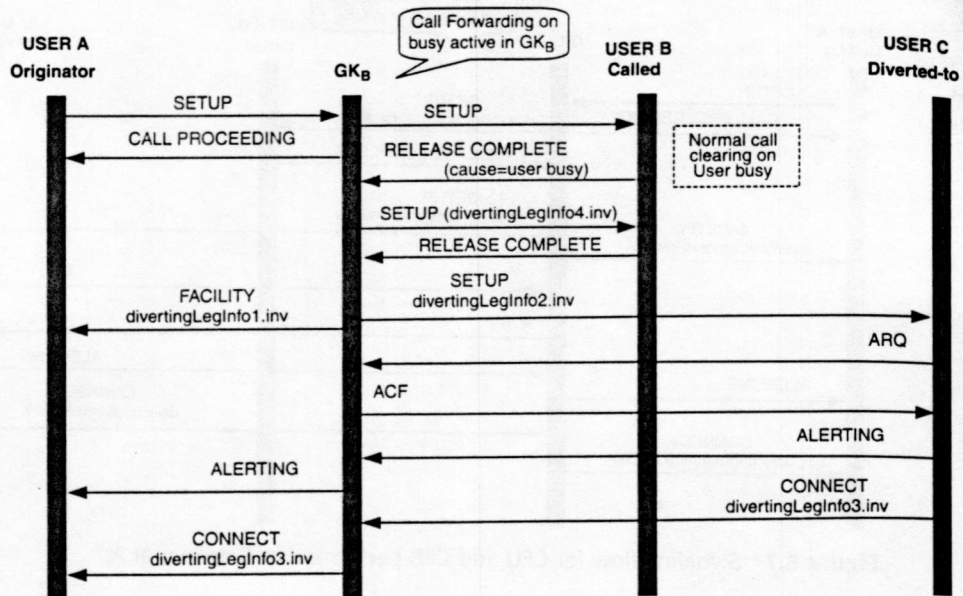 Call Forwarding on
busy active in GKB
USER A
Originator
GKB
USER B
Called
USER C
Diverted-to
SETUP
SETUP
CALL PROCEEDING
RELEASE COMPLETE
(cause=user busy)
Normal call
clearing on
User busy
SETUP (divertingLegInfo4.inv)
RELEASE COMPLETE
SETUP
divertingLegInfo2.inv
FACILITY
divertingLegInfo1.inv
ARQ
ACF
ALERTING
ALERTING
CONNECT
divertingLegInfo3.inv
CONNECT
divertingLegInfo3.inv